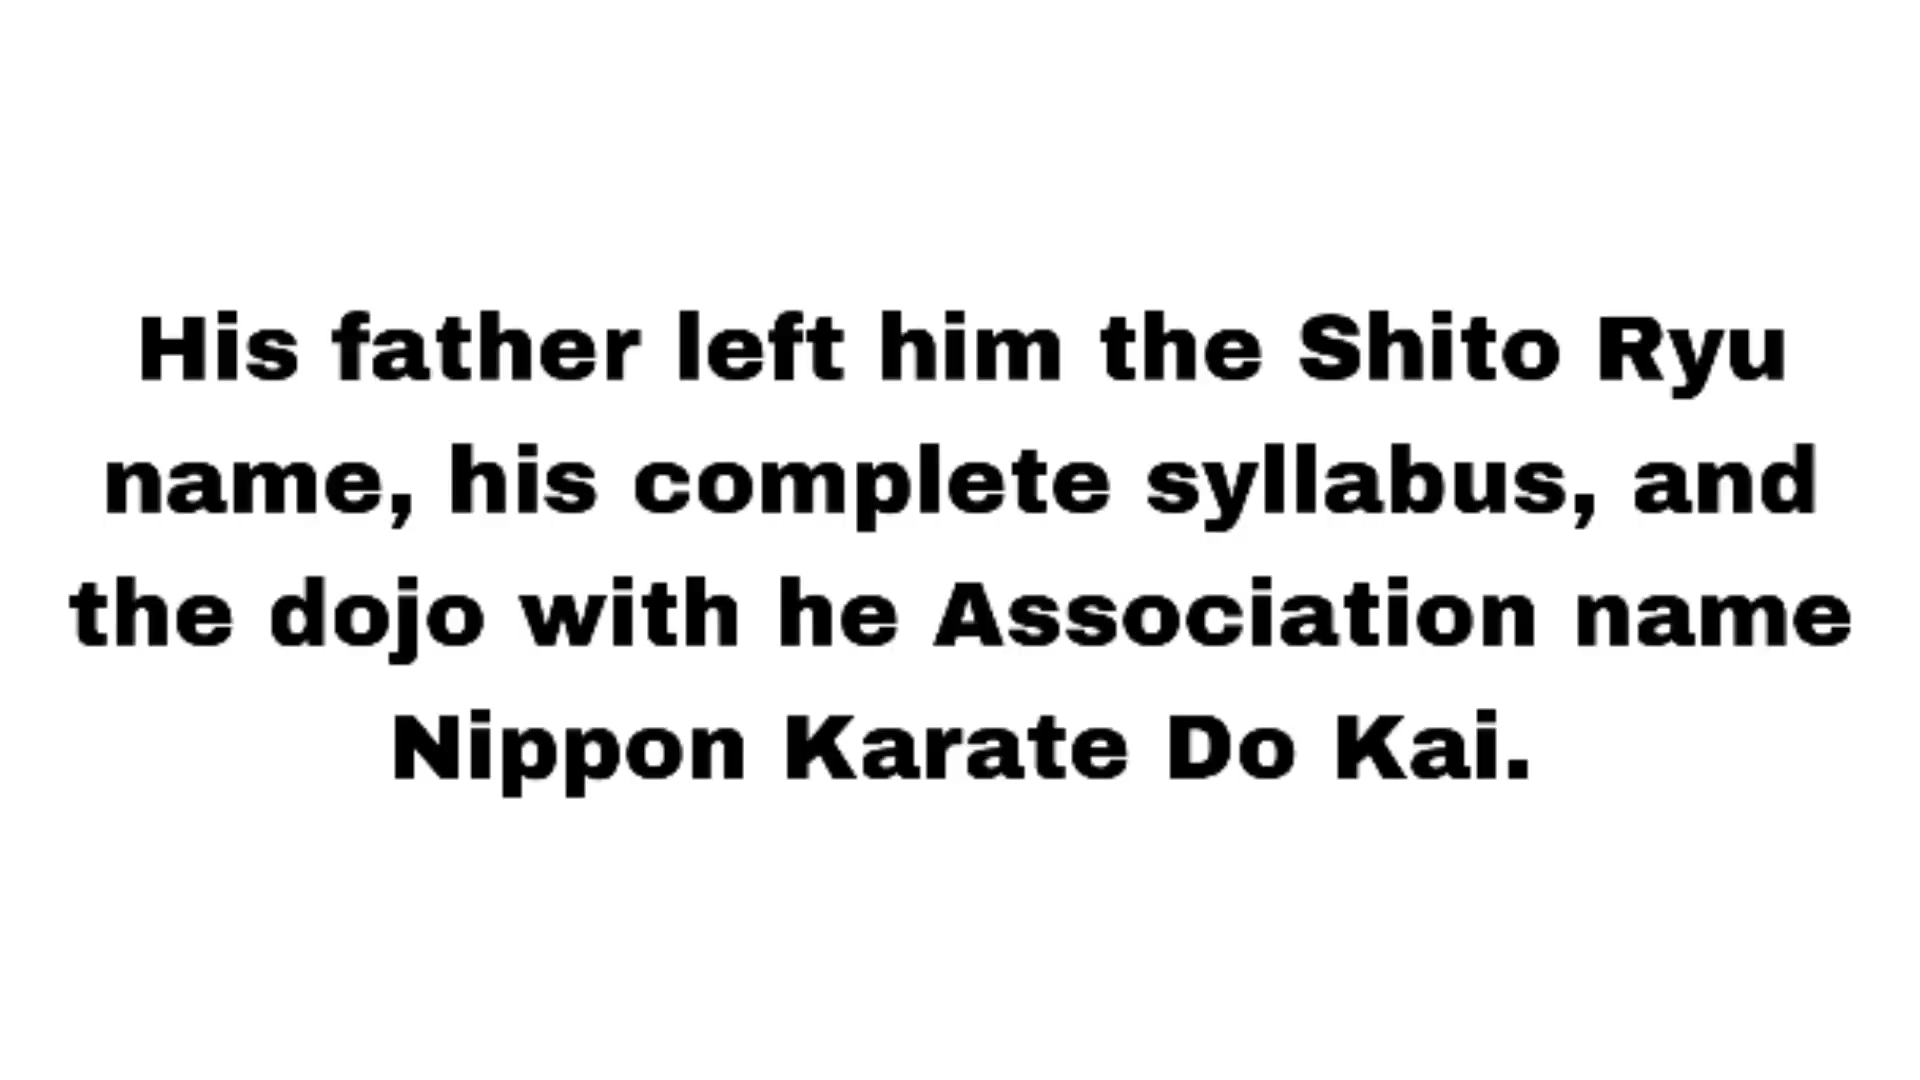 His father left him the Shito Ryu
name, his complete syllabus, and
the dojo with he Association name
Nippon Karate Do Kai.